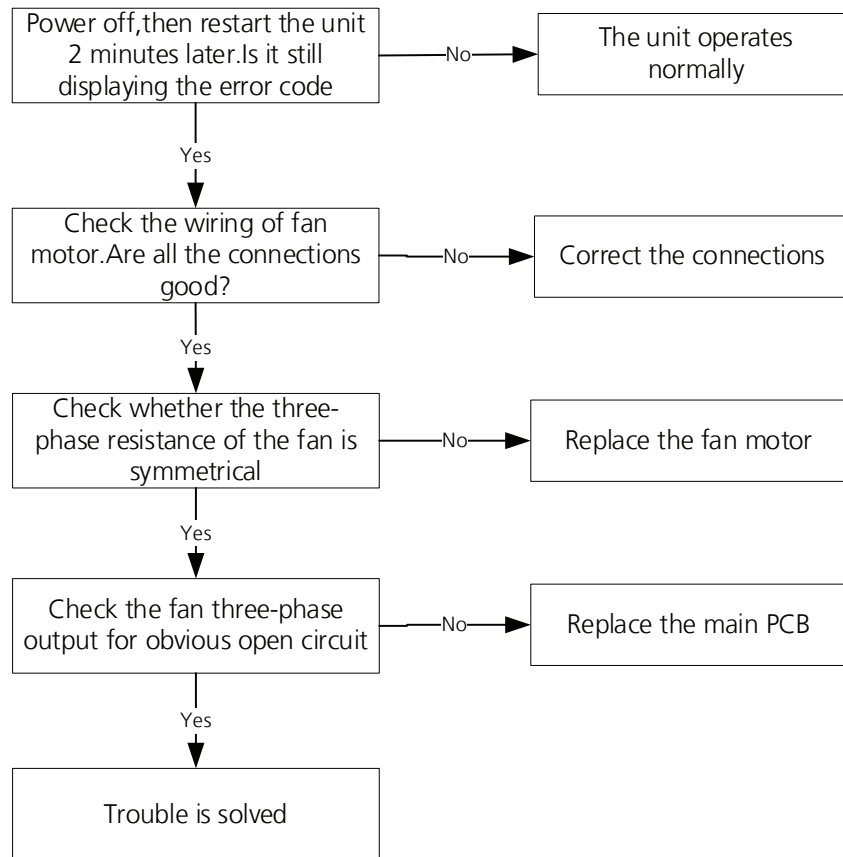 Power off,then restart the unit
2 minutes later.Is it still
displaying the error code
No
The unit operates
normally
Yes
Check the wiring of fan
motor.Are all the connections
good?
No
Correct the connections
Yes
Check whether the three-
phase resistance of the fan is
symmetrical
No
Replace the fan motor
Yes
Check the fan three-phase
output for obvious open circuit
No
Replace the main PCB
Yes
Trouble is solved